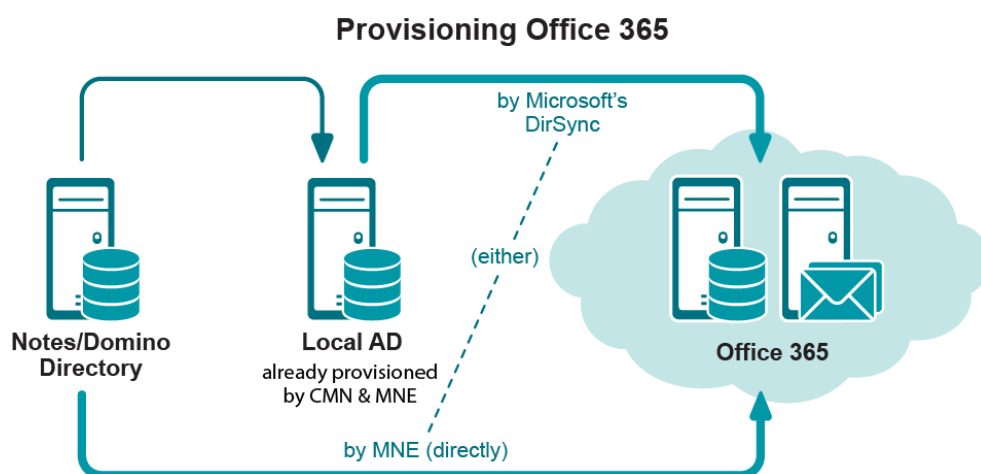 Provisioning Office 365
by Microsoft's
DirSync
(either)
Notes/Domino
Directory
Local AD
already provisioned
by CMN & MNE
Office 365
by MNE (directly)